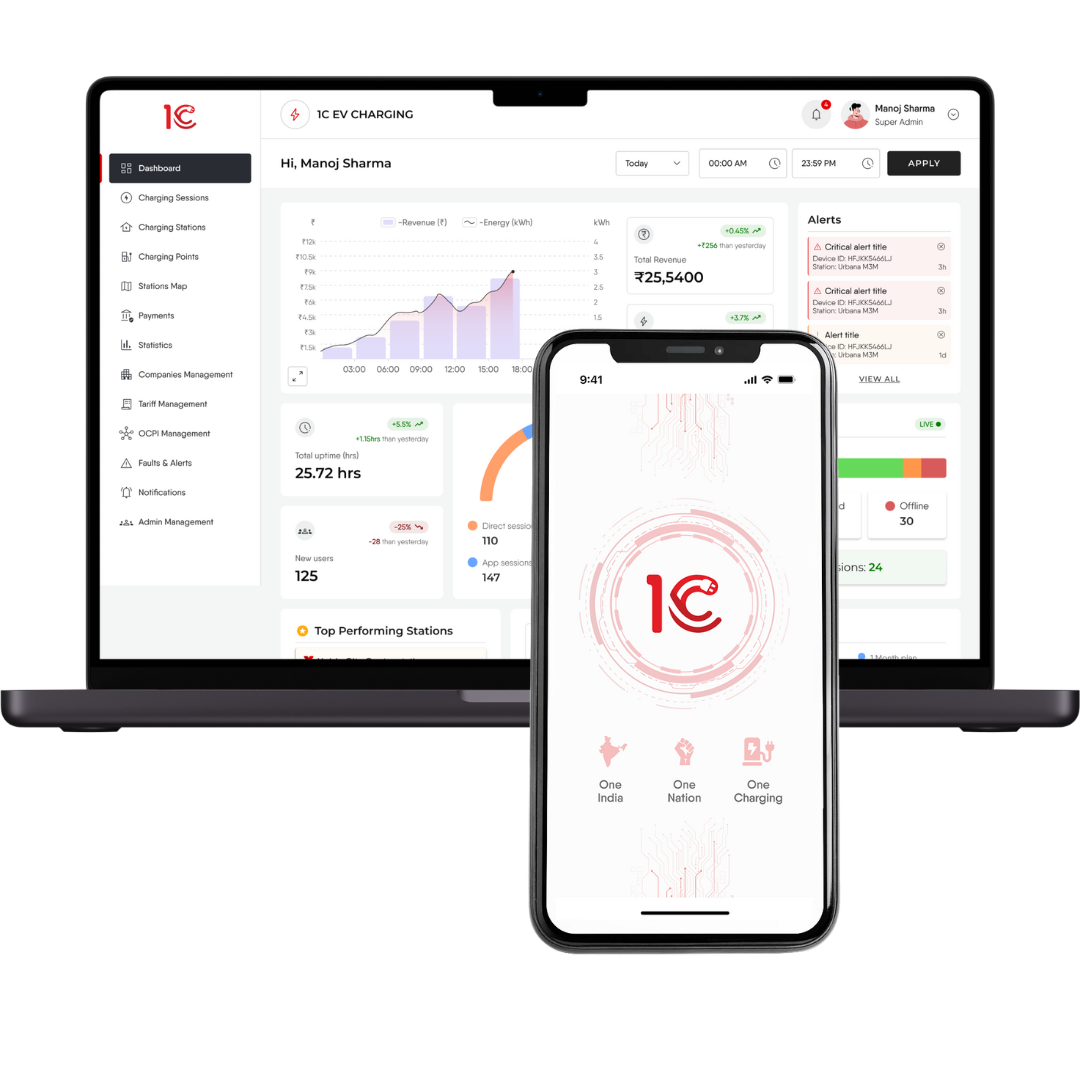 1C
1C EV CHARGING
4
Manoj Sharma
Super Admin
Hi, Manoj Sharma
Today
00:00 AM
23:59 PM
APPLY
Dashboard
Charging Sessions
Charging Stations
Charging Points
Stations Map
Payments
Statistics
Companies Management
Tariff Management
OCPI Management
Faults & Alerts
Notifications
Admin Management
₹
~Revenue (₹)
~Energy (kWh)
kWh
₹12k
₹10.5k
₹9k
₹7.5k
₹6k
₹4.5k
₹3k
₹1.5k
4
3.5
3
2.5
2
1.5
03:00
06:00
09:00
12:00
15:00
18:00
+0.45%
+₹256 than yesterday
Total Revenue
₹25,5400
+3.7%
Alerts
Critical alert title
Device ID: HFJKK5466LJ
Station: Urbana M3M
3h
Critical alert title
Device ID: HFJKK5466LJ
Station: Urbana M3M
3h
Alert title
HFJKK5466LJ
Urbana M3M
1d
VIEW ALL
+5.5%
+1.15hrs than yesterday
Total uptime (hrs)
25.72 hrs
-25%
-28 than yesterday
New users
125
Direct
110
App sessions
147
LIVE
Offline
30
24
Top Performing Stations
1 Month plan
9:41
1C
One
India
One
Nation
One
Charging